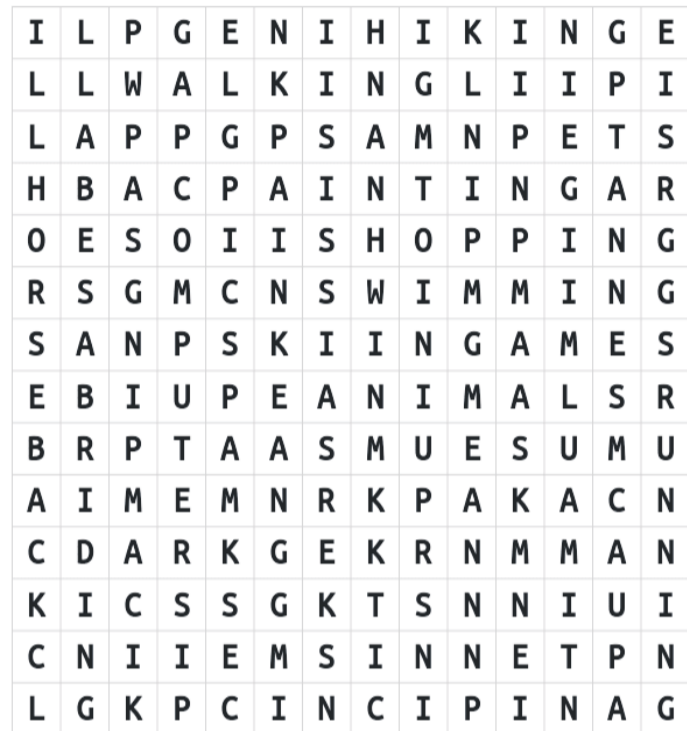 I L P G E N I H I K I N G E
L L W A L K I N G L I I P I
L A P P G P S A M N P E T S
H B A C P A I N T I N G A R
O E S O I I S H O P P I N G
R S G M C N S W I M M I N G
S A N P S K I I N G A M E S
E B I U P E A N I M A L S R
B R P T A A S M U E S U M U
A I M E M N R K P A K A C N
C D A R K G E K R N M M A N
K I C S S G K T S N N I U I
C N I I E M S I N N E T P N
L G K P C I N C I P I N A G